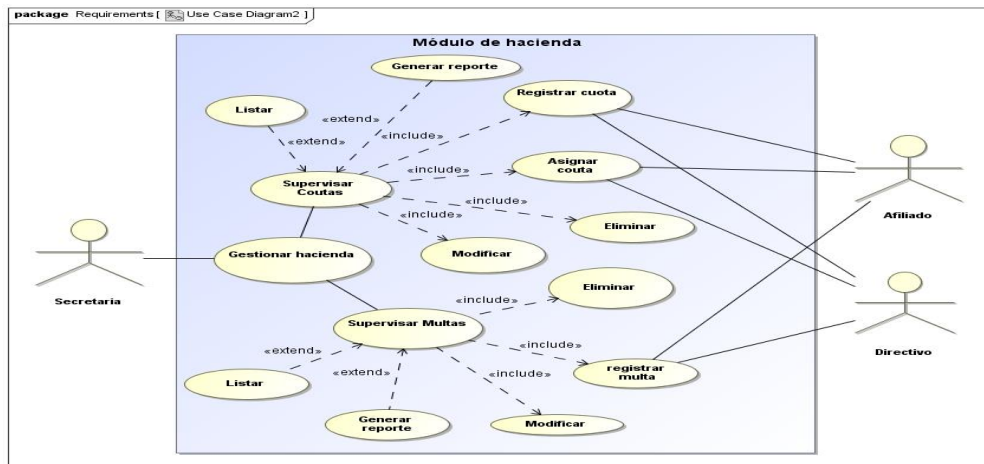 package Requirements [ Use Case Diagram2 ]
Módulo de hacienda
Generar reporte
Registrar cuota
Listar
«extend»
«include»
«extend»
Asignar
couta
«include»
Supervisar
Coutas
Afiliado
«include»
«include»
Eliminar
Gestionar hacienda
Modificar
Secretaria
Eliminar
«include»
Supervisar Multas
«include»
«extend»
Directivo
registrar
multa
«extend»
«include»
Listar
Generar
reporte
Modificar